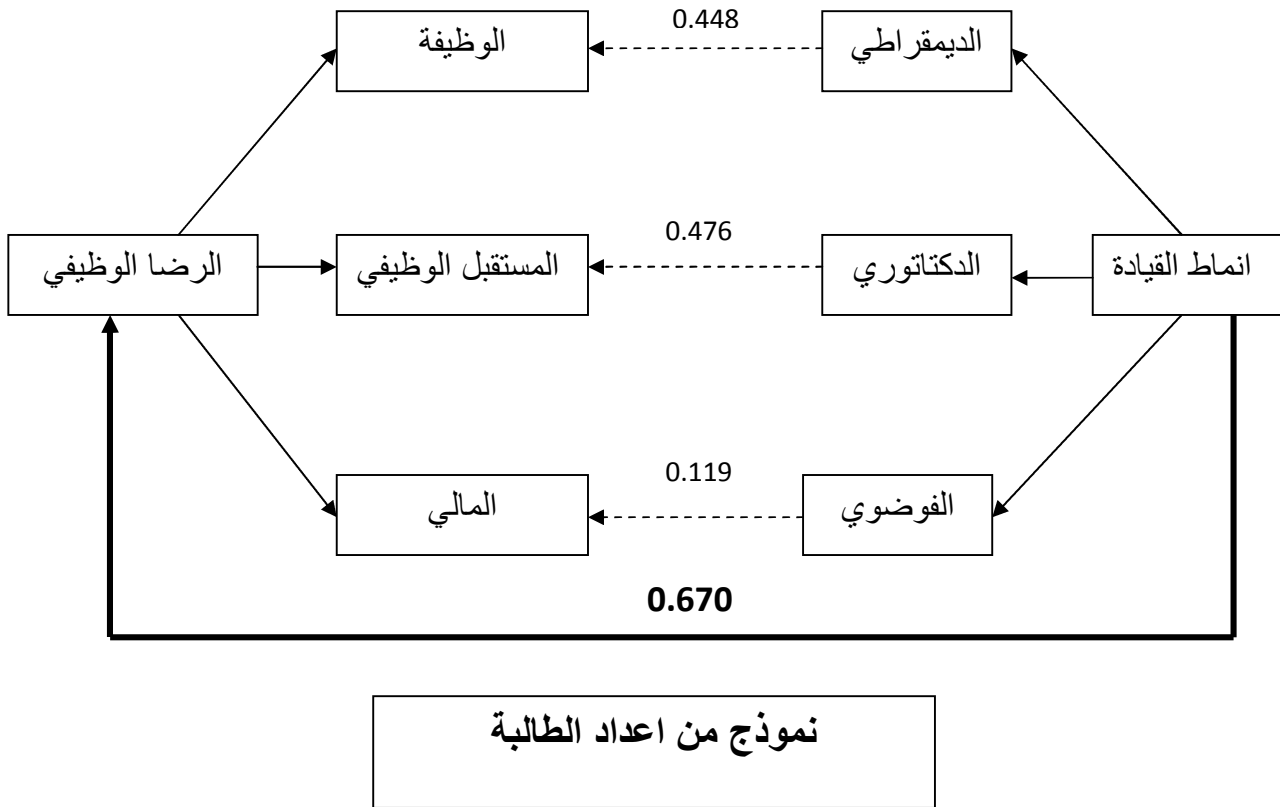 0.448
الديمقراطي
الوظيفة
0.476
انماط القيادة
الدكتاتوري
المستقبل الوظيفي
الرضا الوظيفي
0.119
الفوضوي
المالي
0.670
نموذج من اعداد الطالبة